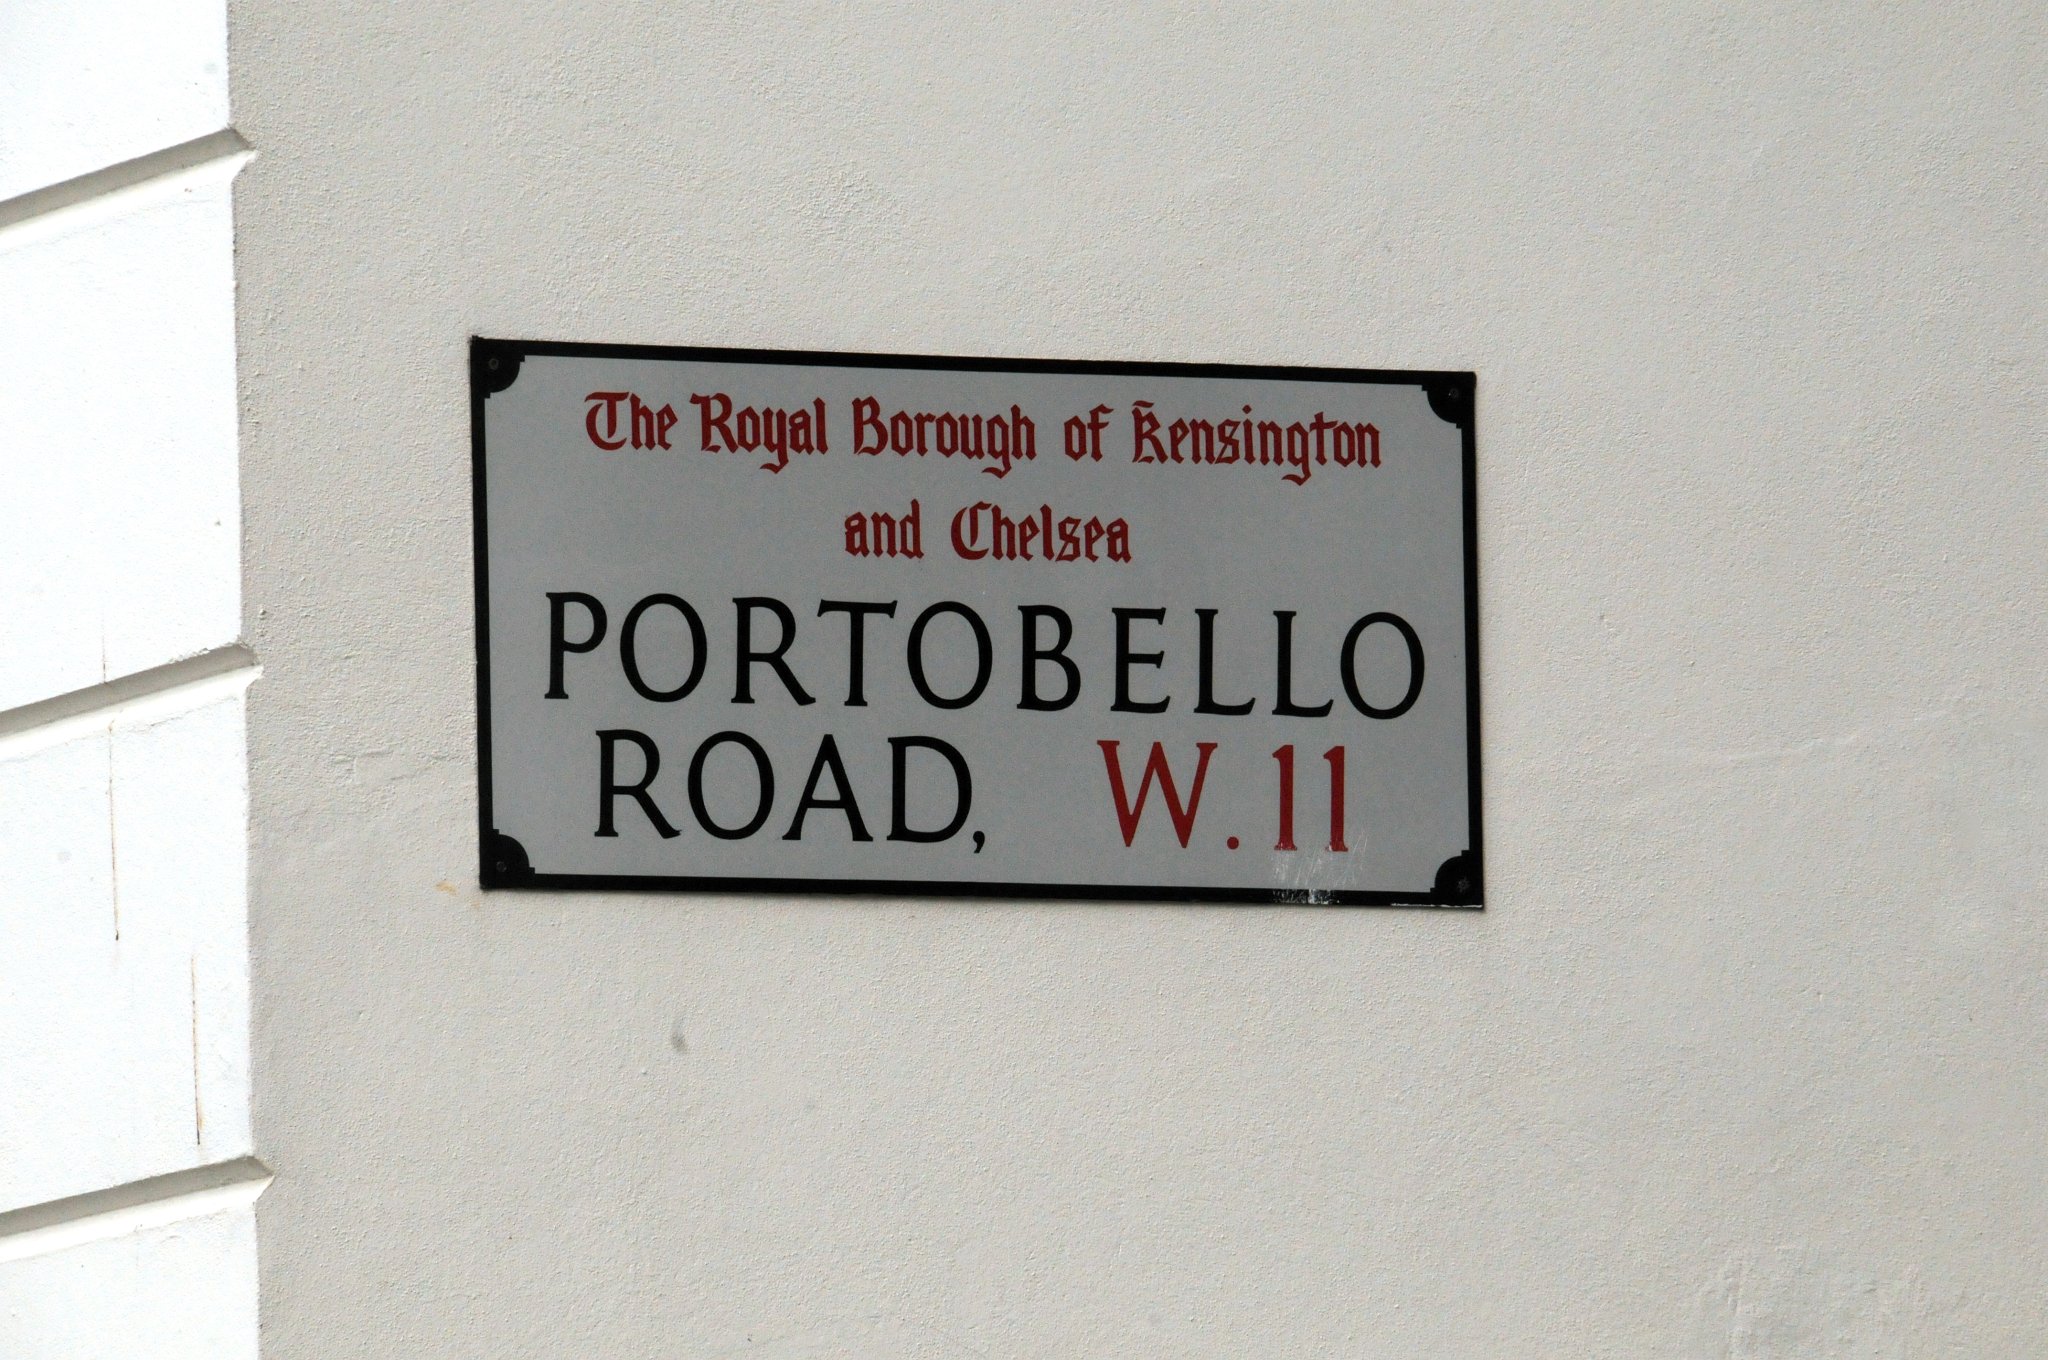 The Royal Borough of Kensington
and Chelsea
PORTOBELLO
ROAD, W.11